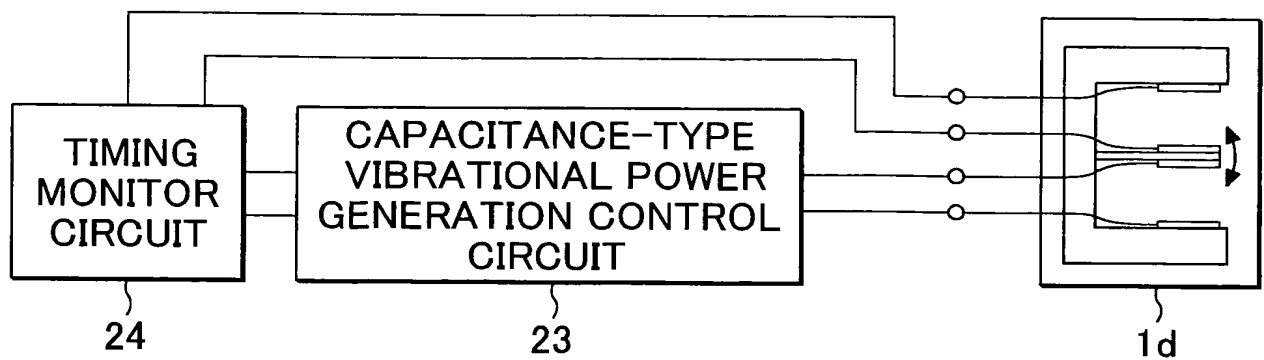 TIMING
MONITOR
CIRCUIT
CAPACITANCE-TYPE
VIBRATIONAL POWER
GENERATION CONTROL
CIRCUIT
24
23
1d